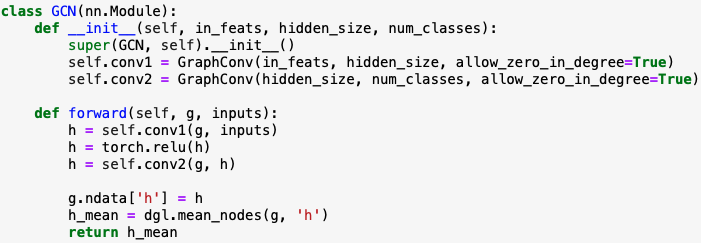 class GCN(nn.Module):
    def __init__(self, in_feats, hidden_size, num_classes):
        super(GCN, self).__init__()
        self.conv1 = GraphConv(in_feats, hidden_size, allow_zero_in_degree=True)
        self.conv2 = GraphConv(hidden_size, num_classes, allow_zero_in_degree=True)
    def forward(self, g, inputs):
        h = self.conv1(g, inputs)
        h = torch.relu(h)
        h = self.conv2(g, h)
        g.ndata['h'] = h
        h_mean = dgl.mean_nodes(g, 'h')
        return h_mean